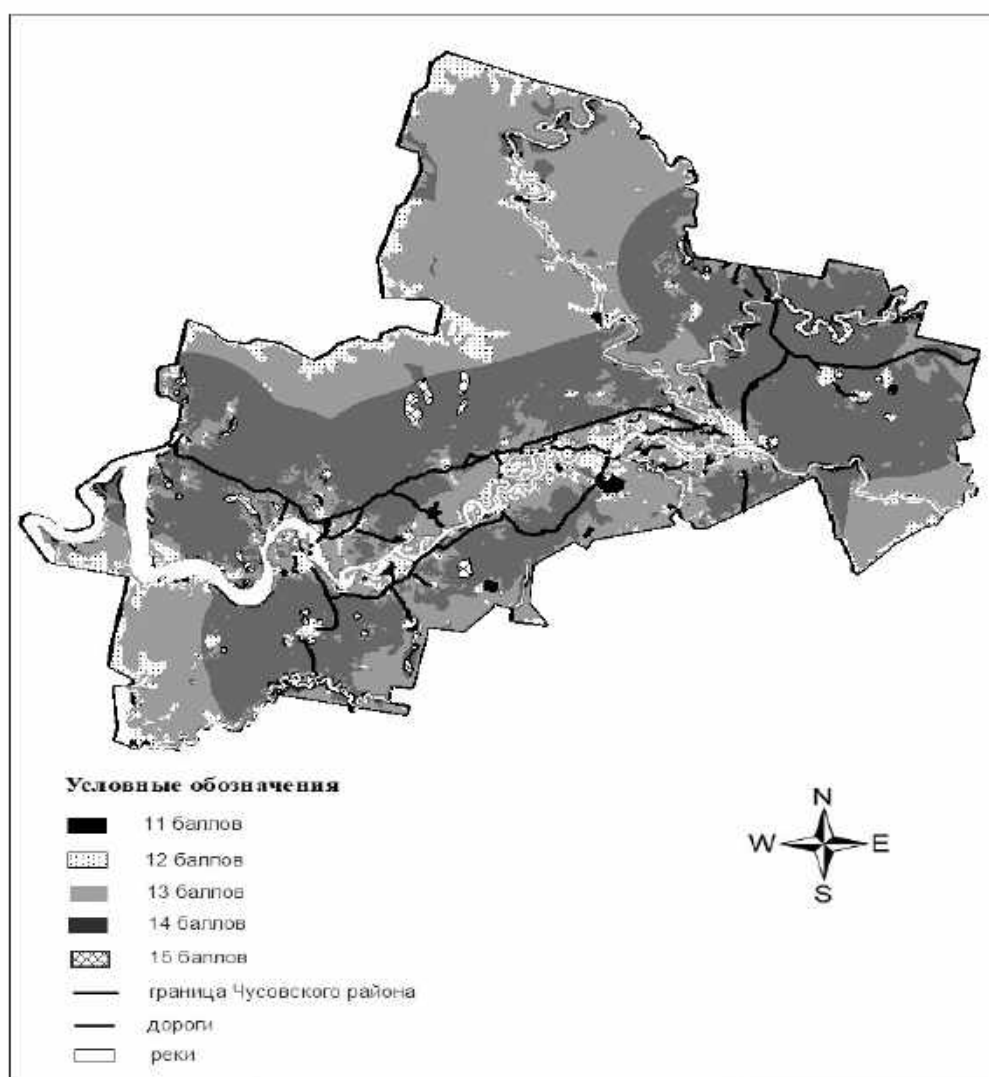 Условные обозначения
11 баллов
12 баллов
13 баллов
14 баллов
15 баллов
граница Чусовского района
дороги
реки
N
W E
S